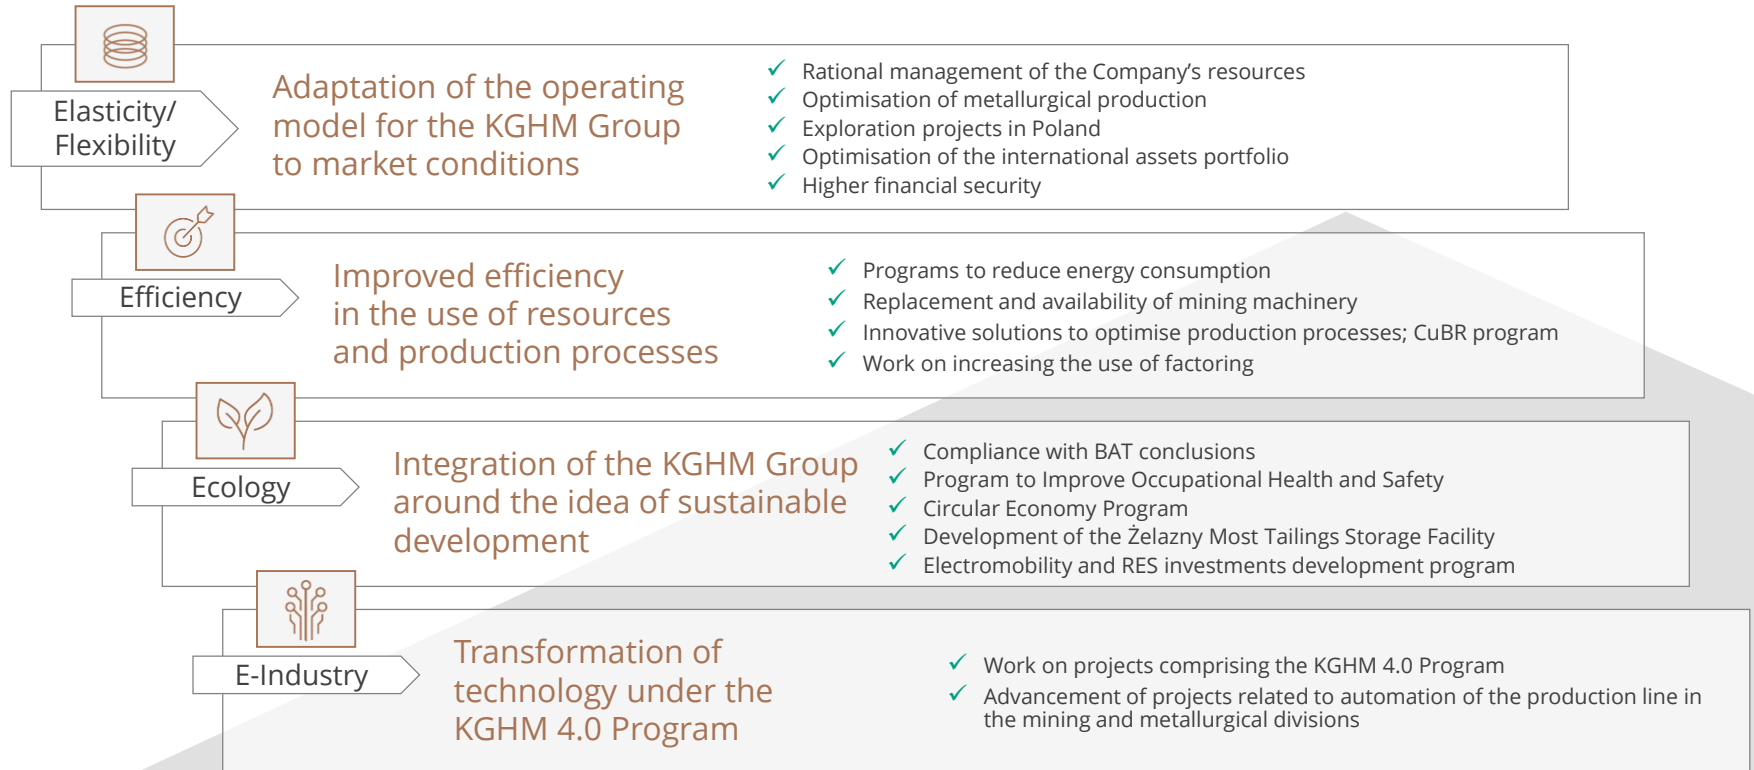 Elasticity/
Flexibility
Adaptation of the operating
model for the KGHM Group
to market conditions
Rational management of the Company’s resources
Optimisation of metallurgical production
Exploration projects in Poland
Optimisation of the international assets portfolio
Higher financial security
Efficiency
Improved efficiency
in the use of resources
and production processes
Programs to reduce energy consumption
Replacement and availability of mining machinery
Innovative solutions to optimise production processes; CuBR program
Work on increasing the use of factoring
Ecology
Integration of the KGHM Group
around the idea of sustainable
development
Compliance with BAT conclusions
Program to Improve Occupational Health and Safety
Circular Economy Program
Development of the Żelazny Most Tailings Storage Facility
Electromobility and RES investments development program
E-Industry
Transformation of
technology under the
KGHM 4.0 Program
Work on projects comprising the KGHM 4.0 Program
Advancement of projects related to automation of the production line in
the mining and metallurgical divisions